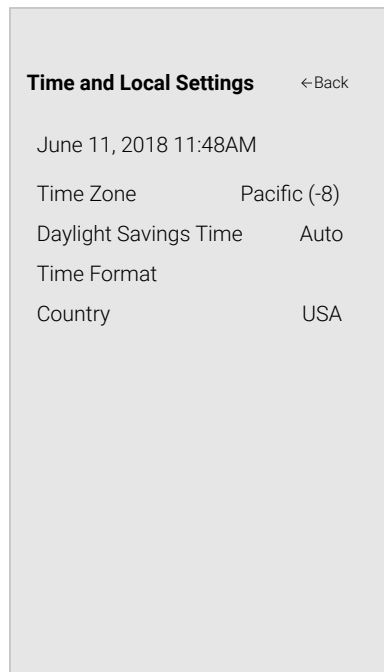 Time and Local Settings ←Back
June 11, 2018 11:48AM
Time Zone Pacific (-8)
Daylight Savings Time Auto
Time Format
Country USA